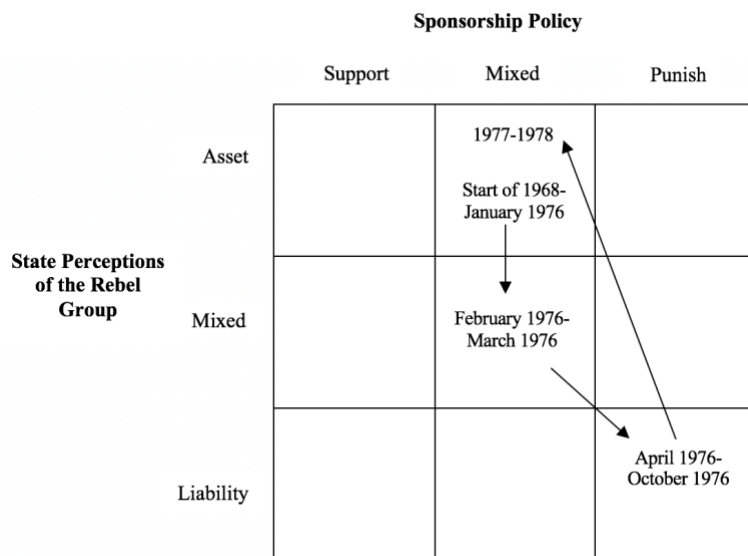 Sponsorship Policy
Support Mixed Punish
Asset
1977-1978
Start of 1968-
January 1976
State Perceptions
of the Rebel
Group
Mixed
February 1976-
March 1976
Liability
April 1976-
October 1976